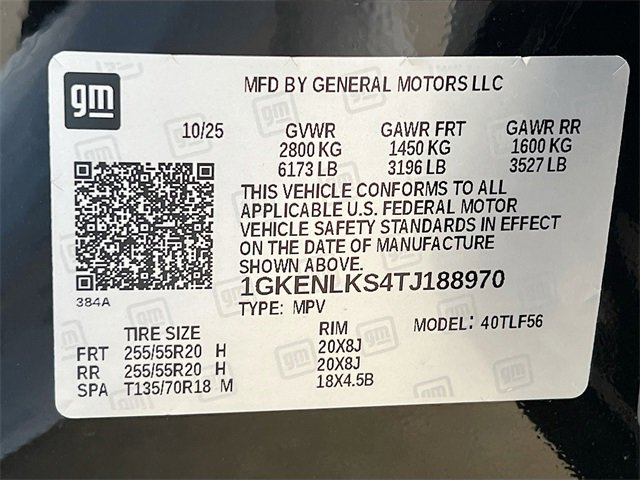 gm
MFD BY GENERAL MOTORS LLC
10/25 GVWR GAWR FRT GAWR RR
2800 KG 1450 KG 1600 KG
6173 LB 3196 LB 3527 LB
THIS VEHICLE CONFORMS TO ALL
APPLICABLE U.S. FEDERAL MOTOR
VEHICLE SAFETY STANDARDS IN EFFECT
ON THE DATE OF MANUFACTURE
SHOWN ABOVE.
1GKENLKS4TJ188970
384A
TYPE: MPV
TIRE SIZE RIM MODEL: 40TLF56
FRT 255/55R20 H 20X8J
RR 255/55R20 H 20X8J
SPA T135/70R18 M 18X4.5B